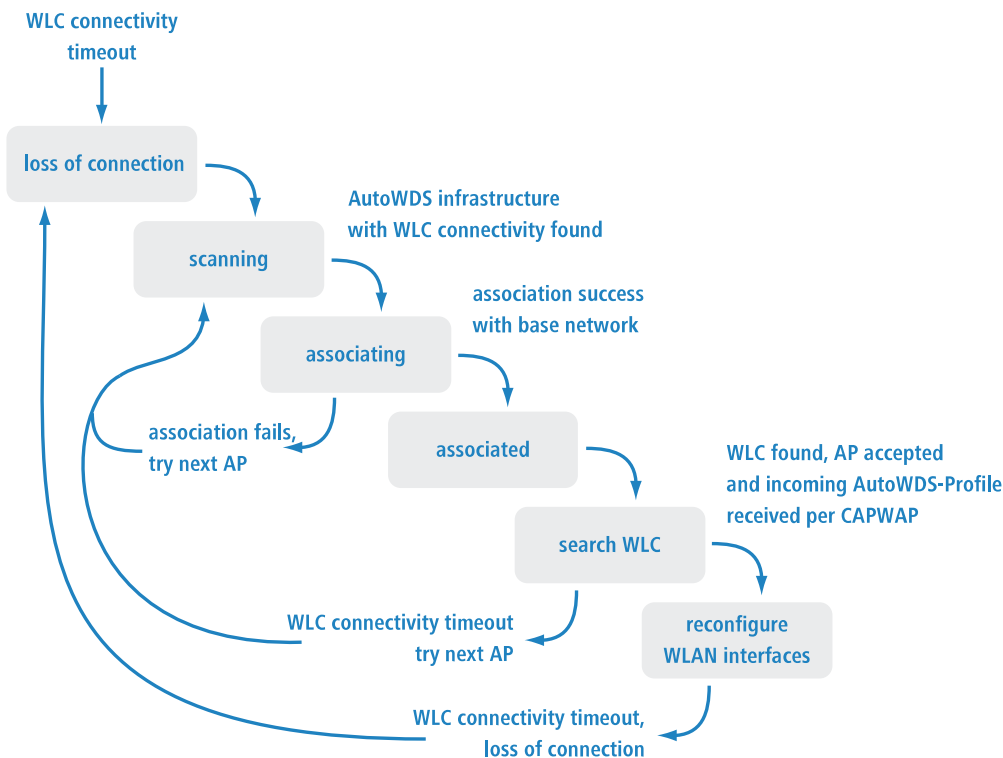 WLC connectivity
timeout
loss of connection
AutoWDS infrastructure
with WLC connectivity found
scanning
association success
with base network
associating
association fails,
try next AP
associated
WLC found, AP accepted
and incoming AutoWDS-Profile
received per CAPWAP
search WLC
WLC connectivity timeout
try next AP
reconfigure
WLAN interfaces
WLC connectivity timeout,
loss of connection